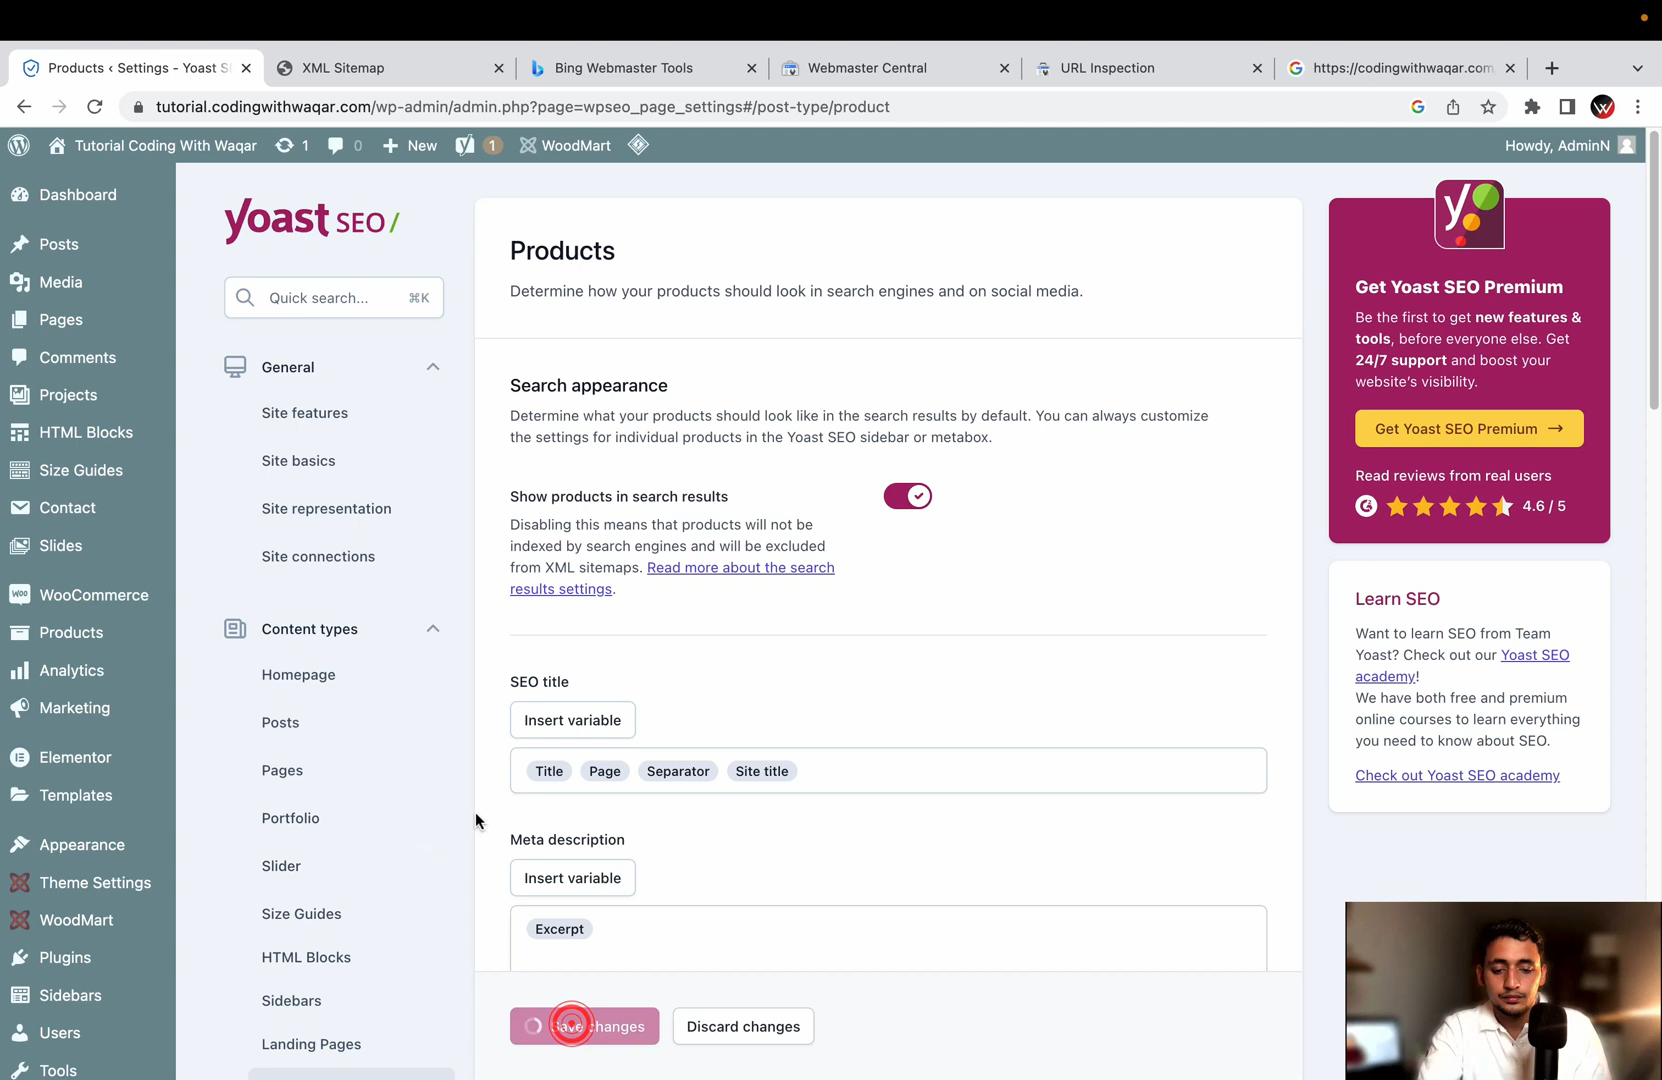 Products ‹ Settings - Yoast S
XML Sitemap
Bing Webmaster Tools
Webmaster Central
URL Inspection
https://codingwithwaqar.com
tutorial.codingwithwaqar.com/wp-admin/admin.php?page=wpseo_page_settings#/post-type/product
Tutorial Coding With Waqar
1
0
New
1
WoodMart
Howdy, AdminN
Dashboard
Posts
Media
Pages
Comments
Projects
HTML Blocks
Size Guides
Contact
Slides
WooCommerce
Products
Analytics
Marketing
Elementor
Templates
Appearance
Theme Settings
WoodMart
Plugins
Sidebars
Users
Tools
yoast SEO/
Quick search... ⌘K
General
Site features
Site basics
Site representation
Site connections
Content types
Homepage
Posts
Pages
Portfolio
Slider
Size Guides
HTML Blocks
Sidebars
Landing Pages
Products
Determine how your products should look in search engines and on social media.
Search appearance
Determine what your products should look like in the search results by default. You can always customize
the settings for individual products in the Yoast SEO sidebar or metabox.
Show products in search results
Disabling this means that products will not be
indexed by search engines and will be excluded
from XML sitemaps. Read more about the search
results settings.
SEO title
Insert variable
Title Page Separator Site title
Meta description
Insert variable
Excerpt
Save changes
Discard changes
y
Get Yoast SEO Premium
Be the first to get new features &
tools, before everyone else. Get
24/7 support and boost your
website's visibility.
Get Yoast SEO Premium →
Read reviews from real users
4.6 / 5
Learn SEO
Want to learn SEO from Team
Yoast? Check out our Yoast SEO
academy!
We have both free and premium
online courses to learn everything
you need to know about SEO.
Check out Yoast SEO academy